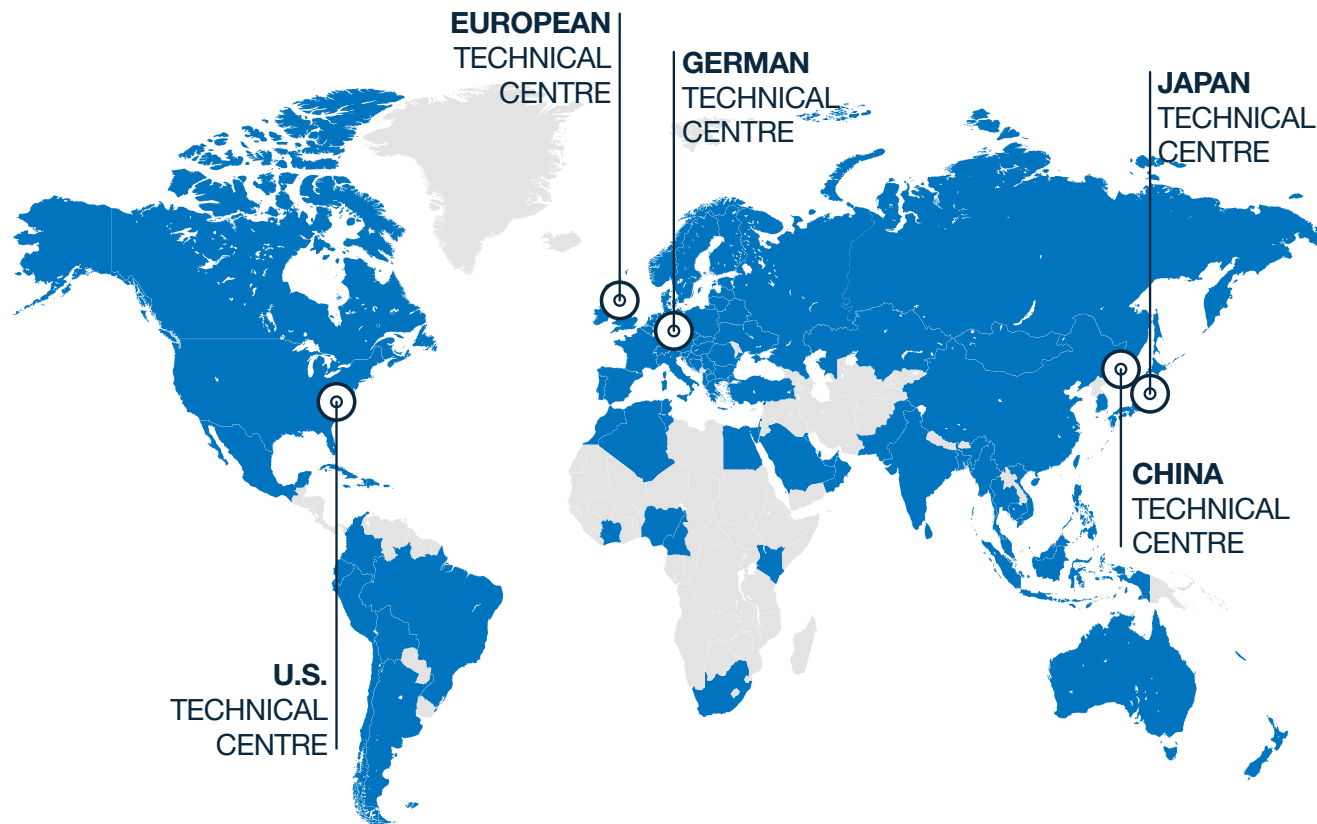 EUROPEAN
TECHNICAL
CENTRE
GERMAN
TECHNICAL
CENTRE
JAPAN
TECHNICAL
CENTRE
CHINA
TECHNICAL
CENTRE
U.S.
TECHNICAL
CENTRE